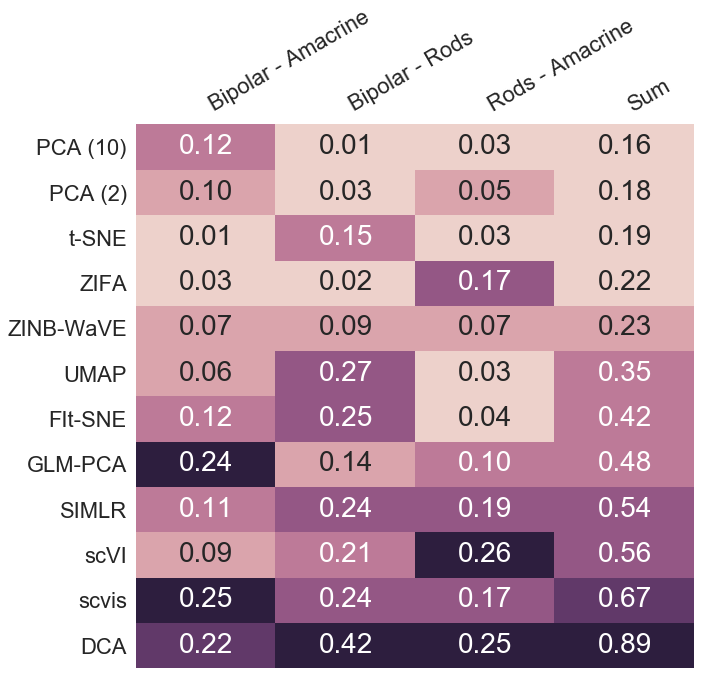 Bipolar - Amacrine Bipolar - Rods Rods - Amacrine Sum
PCA (10) 0.12 0.01 0.03 0.16
PCA (2) 0.10 0.03 0.05 0.18
t-SNE 0.01 0.15 0.03 0.19
ZIFA 0.03 0.02 0.17 0.22
ZINB-WaVE 0.07 0.09 0.07 0.23
UMAP 0.06 0.27 0.03 0.35
FIt-SNE 0.12 0.25 0.04 0.42
GLM-PCA 0.24 0.14 0.10 0.48
SIMLR 0.11 0.24 0.19 0.54
scVI 0.09 0.21 0.26 0.56
scvis 0.25 0.24 0.17 0.67
DCA 0.22 0.42 0.25 0.89